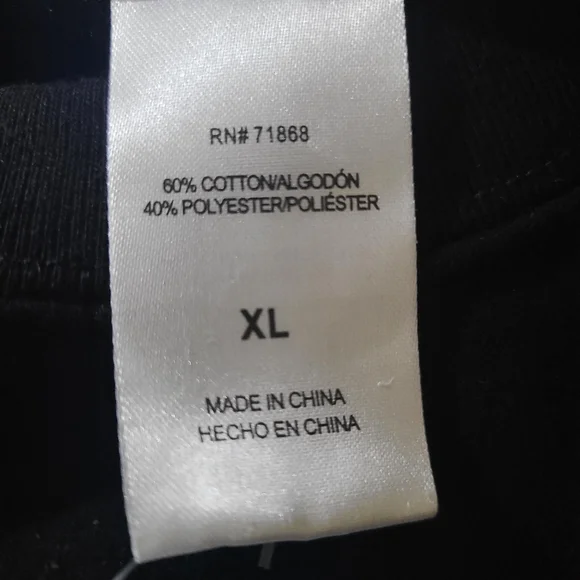 RN# 71868
60% COTTON/ALGODÓN
40% POLYESTER/POLIÉSTER
XL
MADE IN CHINA
HECHO EN CHINA